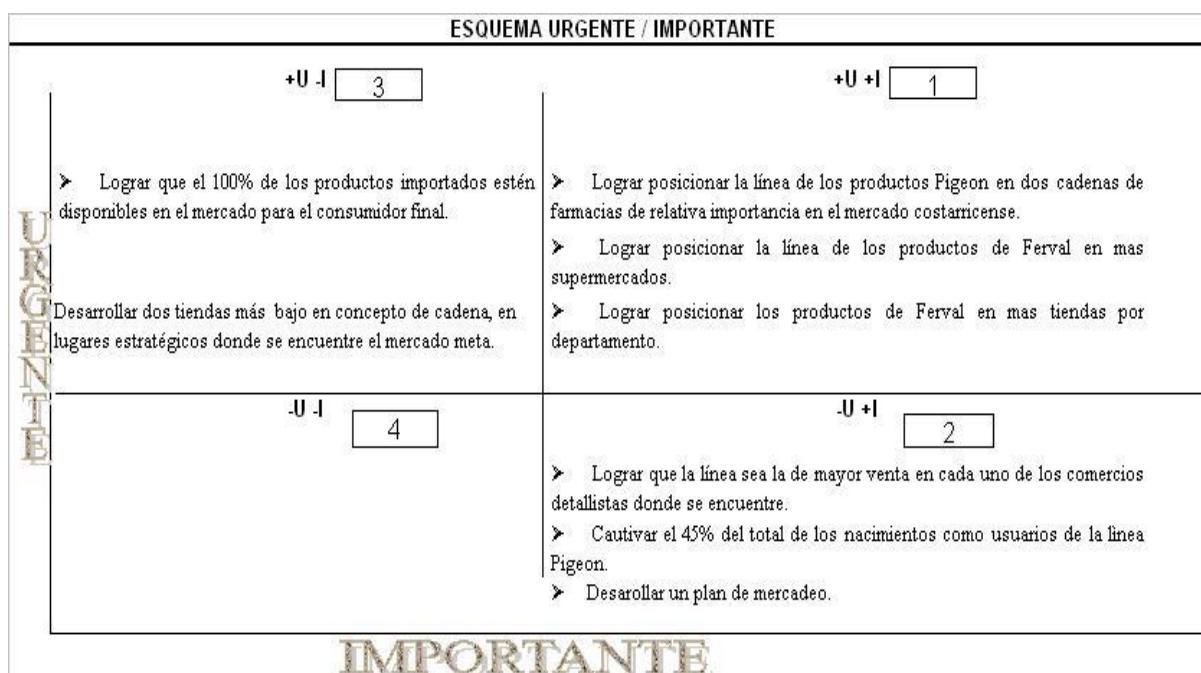 ESQUEMA URGENTE / IMPORTANTE
+U -I 3
➤ Lograr que el 100% de los productos importados estén
disponibles en el mercado para el consumidor final.
Desarrollar dos tiendas más bajo en concepto de cadena, en
lugares estratégicos donde se encuentre el mercado meta.
+U +I 1
➤ Lograr posicionar la línea de los productos Pigeon en dos cadenas de
farmacias de relativa importancia en el mercado costarricense.
➤ Lograr posicionar la línea de los productos de Ferval en mas
supermercados.
➤ Lograr posicionar los productos de Ferval en mas tiendas por
departamento.
-U -I 4
-U +I 2
➤ Lograr que la línea sea la de mayor venta en cada uno de los comercios
detallistas donde se encuentre.
➤ Cautivar el 45% del total de los nacimientos como usuarios de la lìnea
Pigeon.
➤ Desarollar un plan de mercadeo.
URGENTE
IMPORTANTE